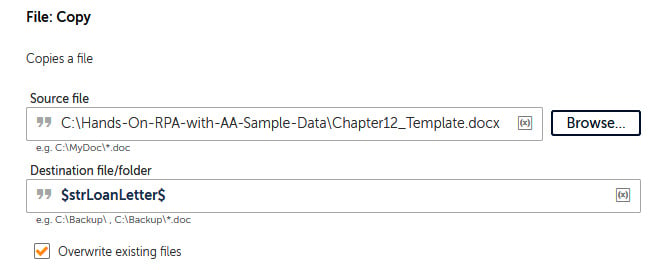 File: Copy
Copies a file
Source file
C:\Hands-On-RPA-with-AA-Sample-Data\Chapter12_Template.docx (x) Browse...
e.g. C:\MyDoc\*.doc
Destination file/folder
$strLoanLetter$ (x)
e.g. C:\Backup\ , C:\Backup\*.doc
Overwrite existing files